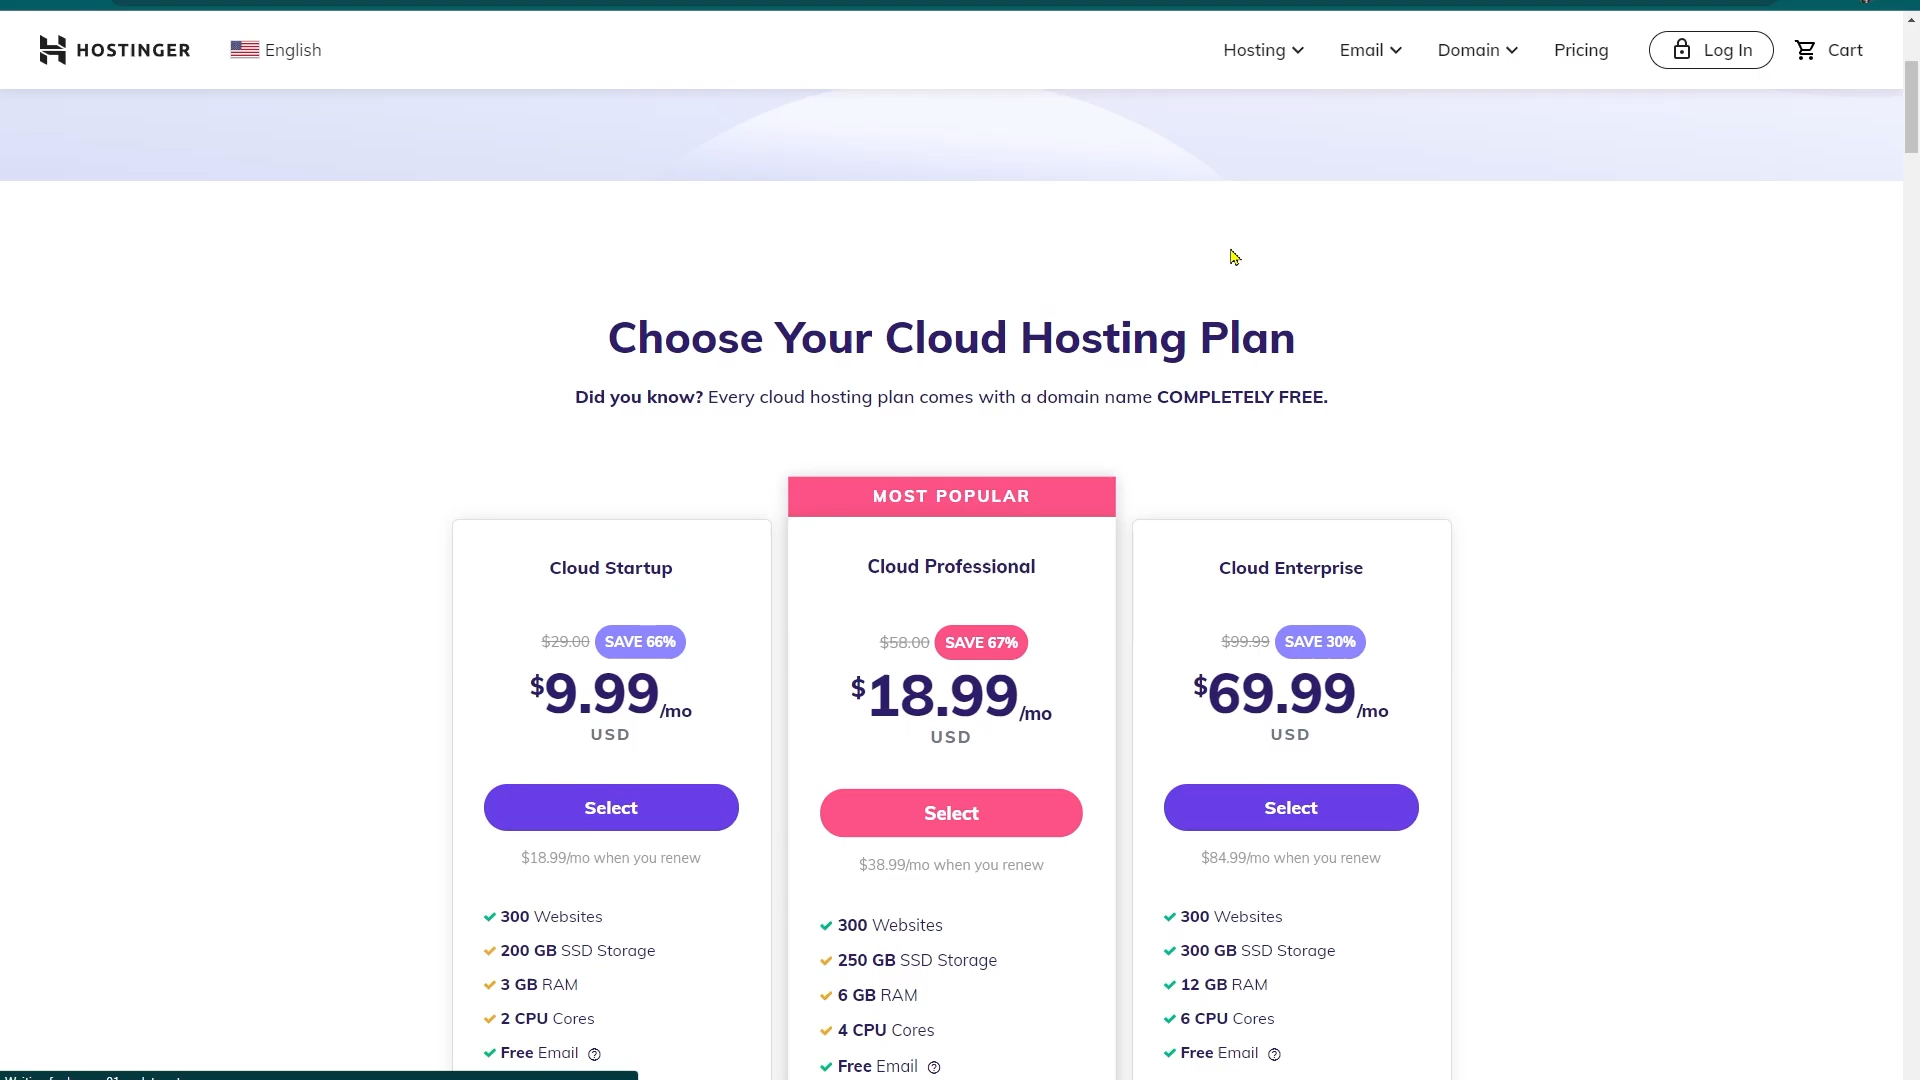 HOSTINGER
English
Hosting
Email
Domain
Pricing
Log In
Cart
Choose Your Cloud Hosting Plan
Did you know? Every cloud hosting plan comes with a domain name COMPLETELY FREE.
MOST POPULAR
Cloud Startup
$29.00 SAVE 66%
$9.99/mo
USD
Select
$18.99/mo when you renew
300 Websites
200 GB SSD Storage
3 GB RAM
2 CPU Cores
Free Email
Cloud Professional
$58.00 SAVE 67%
$18.99/mo
USD
Select
$38.99/mo when you renew
300 Websites
250 GB SSD Storage
6 GB RAM
4 CPU Cores
Free Email
Cloud Enterprise
$99.99 SAVE 30%
$69.99/mo
USD
Select
$84.99/mo when you renew
300 Websites
300 GB SSD Storage
12 GB RAM
6 CPU Cores
Free Email